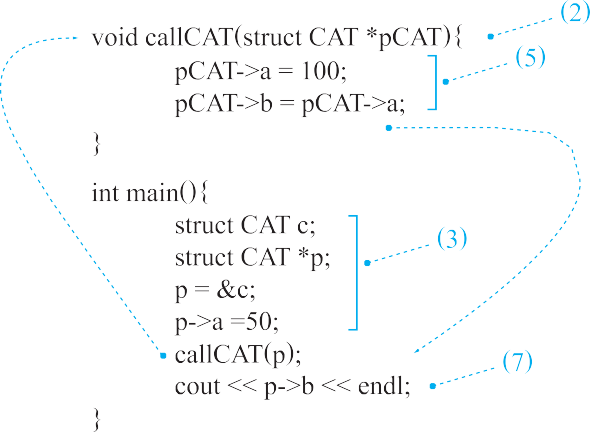 void callCAT(struct CAT *pCAT){ (2)
pCAT->a = 100;
(5)
pCAT->b = pCAT->a;
}
int main(){
struct CAT c;
(3)
struct CAT *p;
p = &c;
p->a =50;
callCAT(p);
cout << p->b << endl; (7)
}